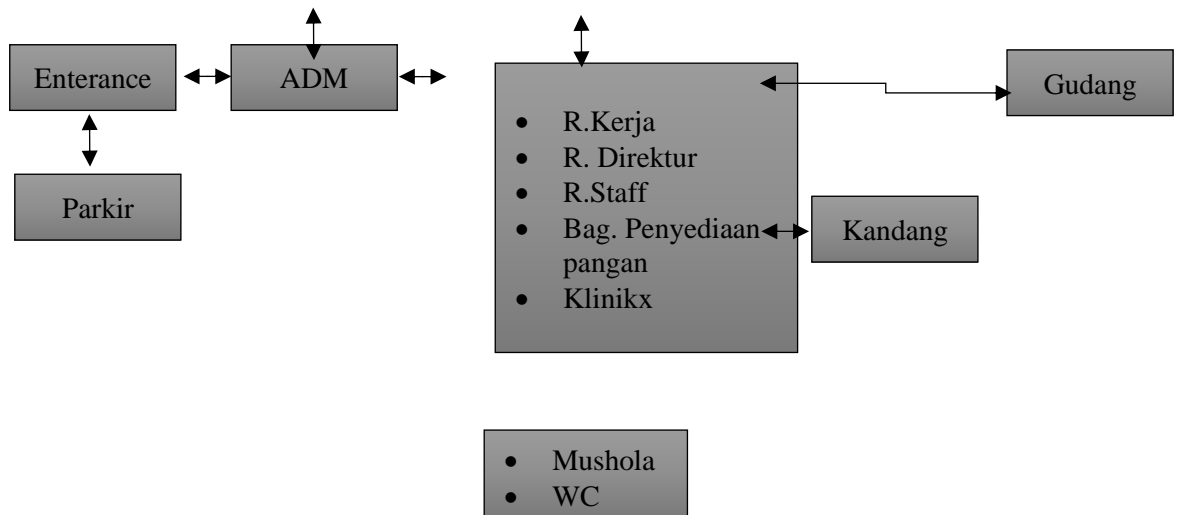 Enterance
ADM
Parkir
• R.Kerja
• R. Direktur
• R.Staff
• Bag. Penyediaan
pangan
• Klinikx
Gudang
Kandang
• Mushola
• WC